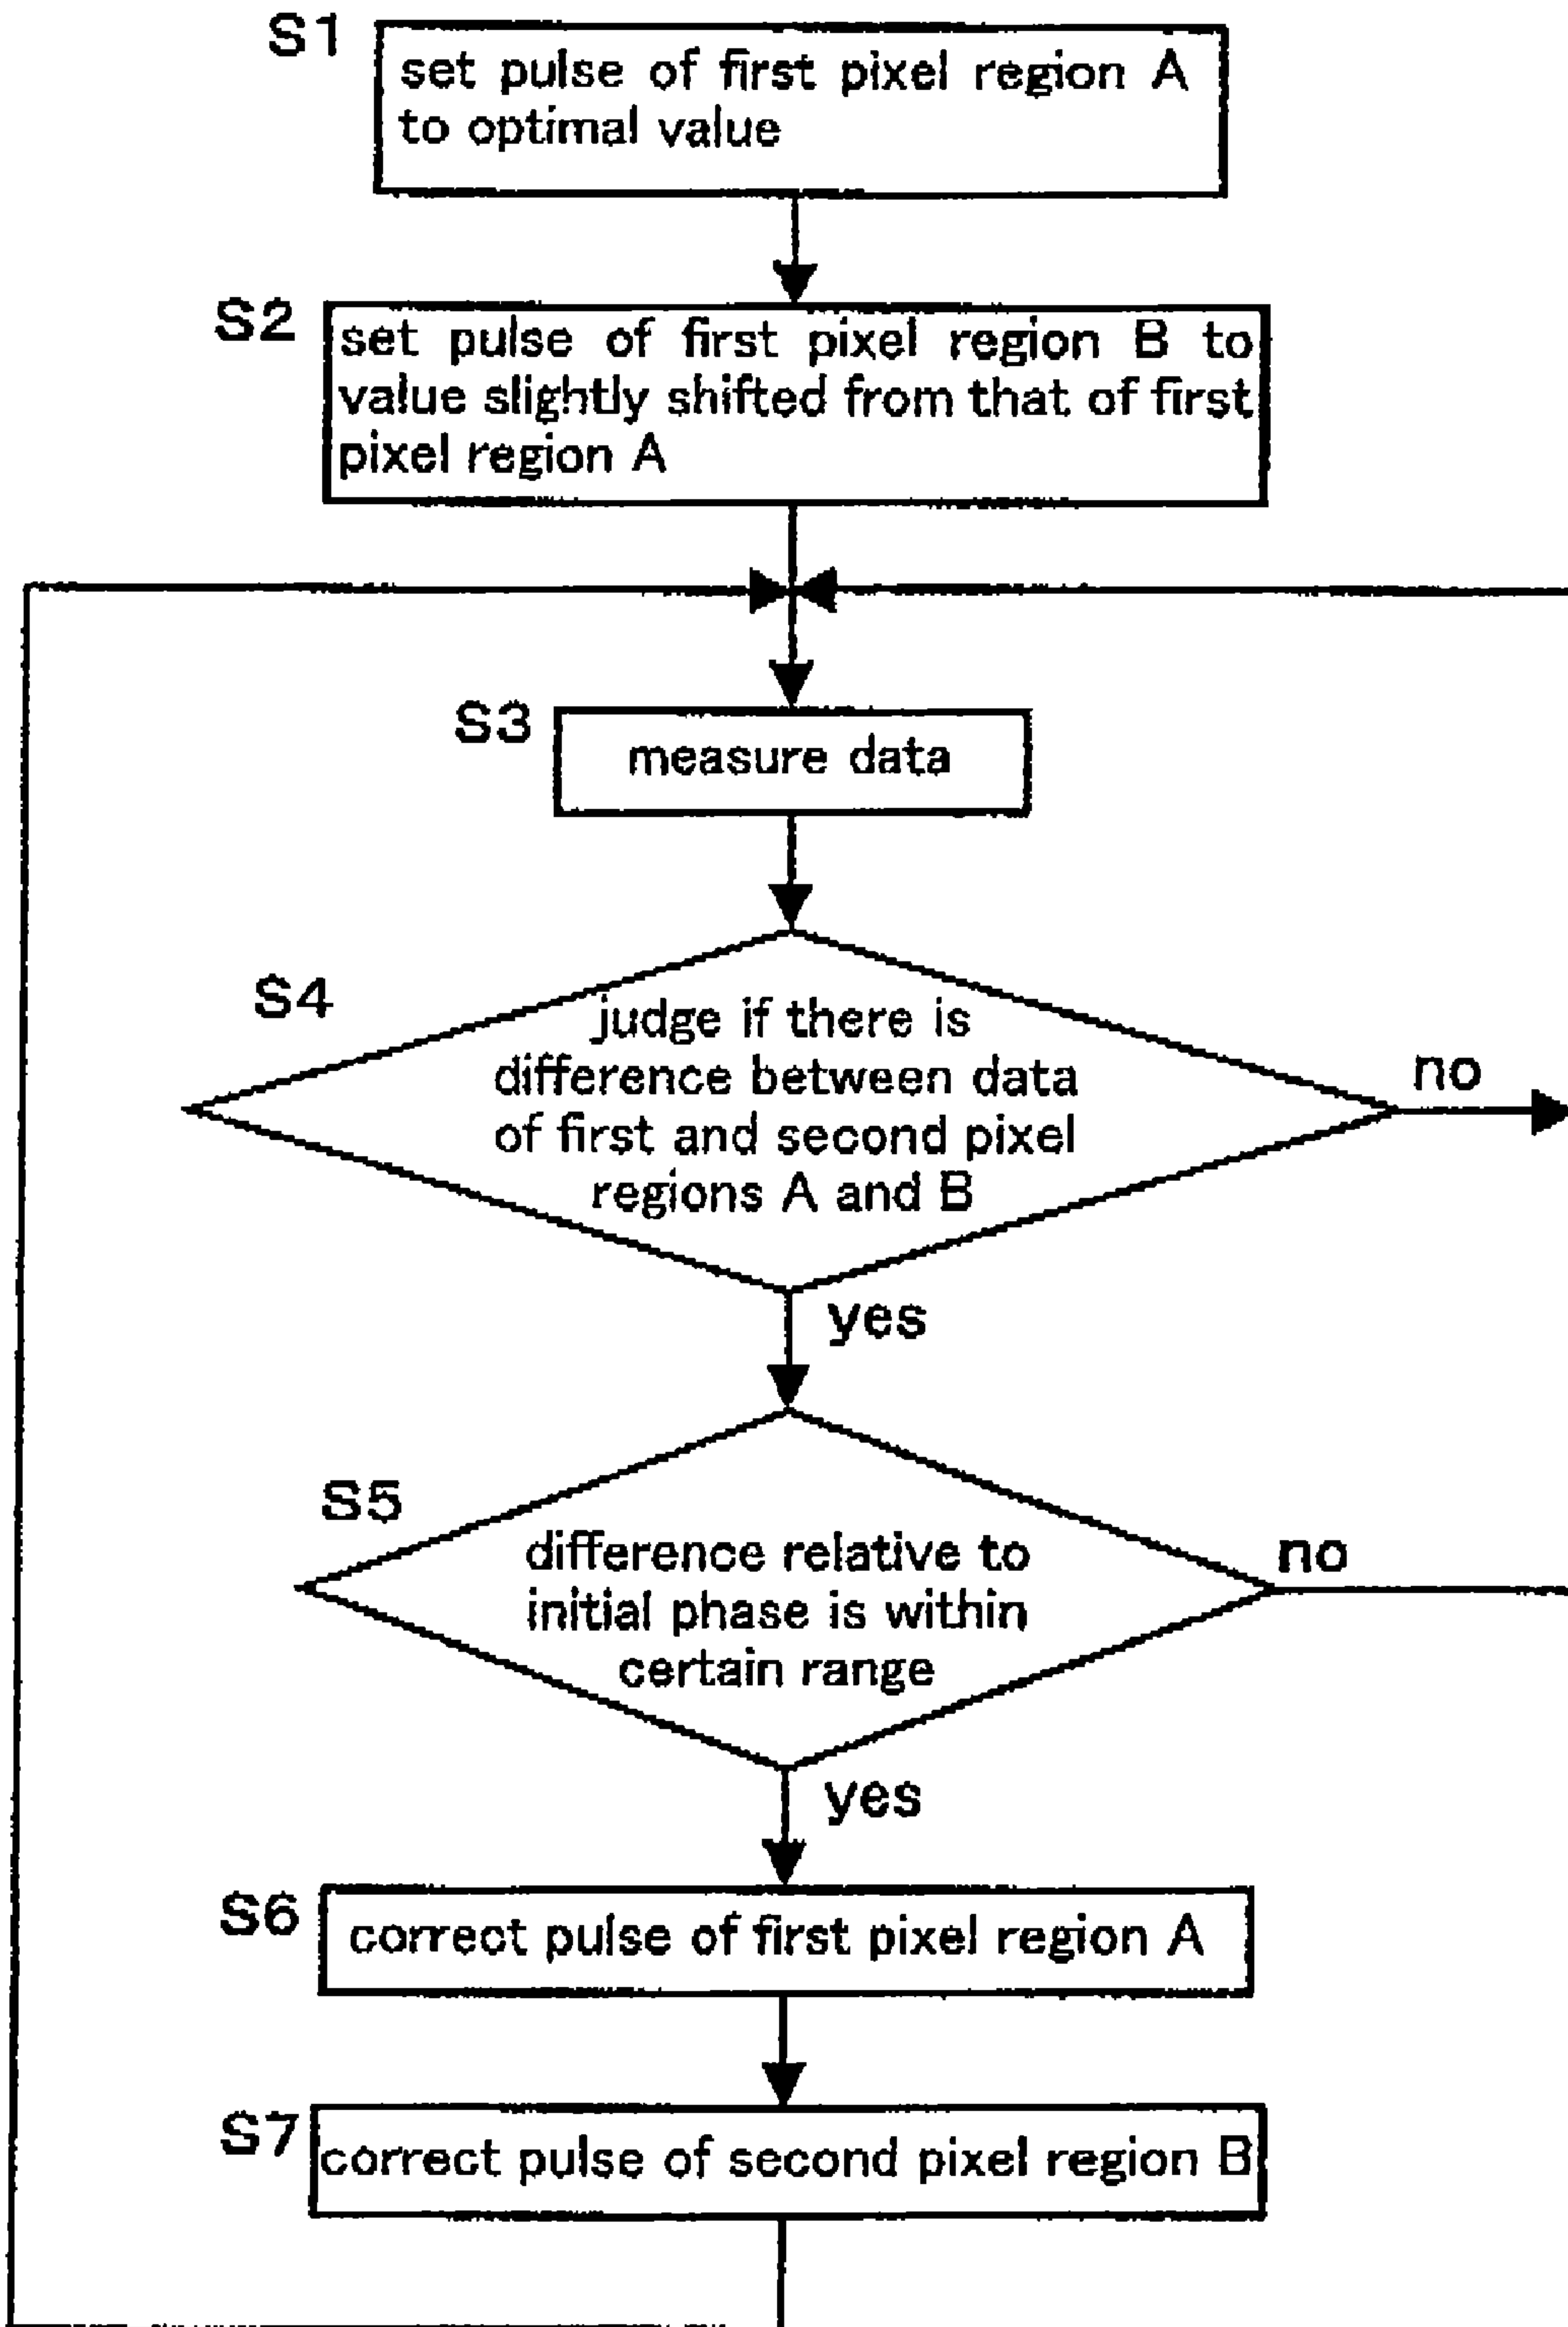 S1
set pulse of first pixel region A
to optimal value
S2
set pulse of first pixel region B to
value slightly shifted from that of first
pixel region A
S3
measure data
S4
judge if there is
difference between data
of first and second pixel
regions A and B
no
yes
S5
difference relative to
initial phase is within
certain range
no
yes
S6
correct pulse of first pixel region A
S7
correct pulse of second pixel region B